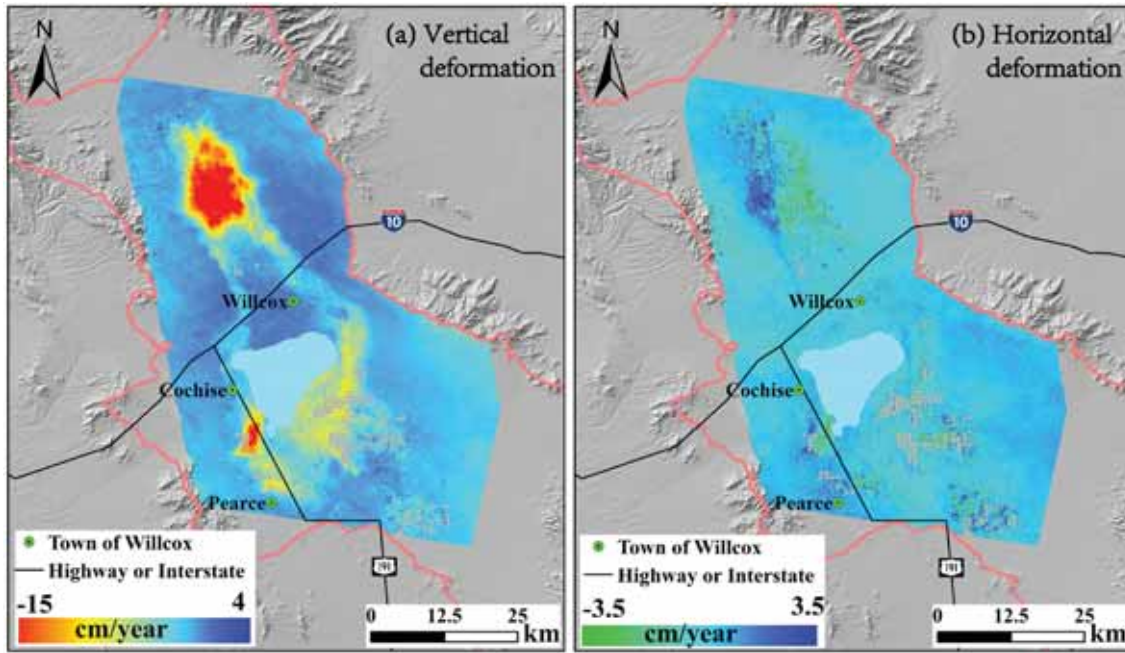 N
(a) Vertical
deformation
10
Willcox
Cochise
Pearce
191
Town of Willcox
Highway or Interstate
-15 4
cm/year
0 12.5 25
km
N
(b) Horizontal
deformation
10
Willcox
Cochise
Pearce
191
Town of Willcox
Highway or Interstate
-3.5 3.5
cm/year
0 12.5 25
km